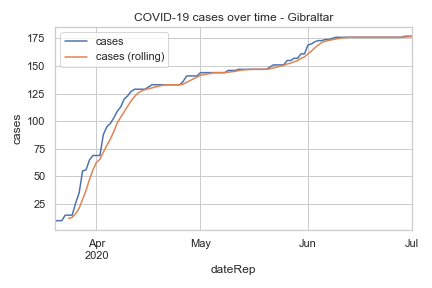 COVID-19 cases over time - Gibraltar
cases
cases (rolling)
cases
175
150
125
100
75
50
25
Apr
2020
May
Jun
Jul
dateRep